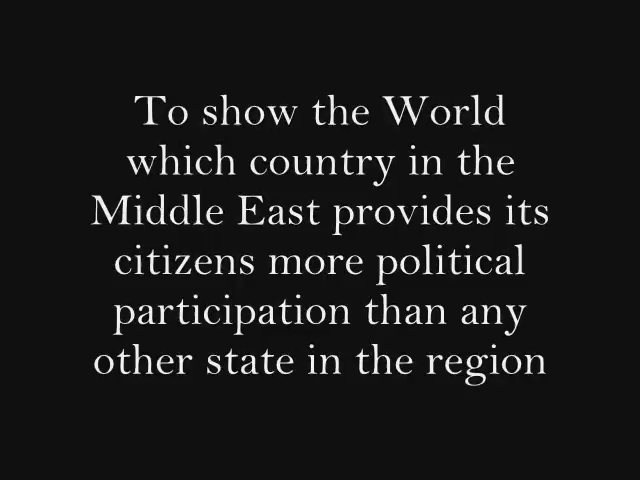 To show the World
which country in the
Middle East provides its
citizens more political
participation than any
other state in the region